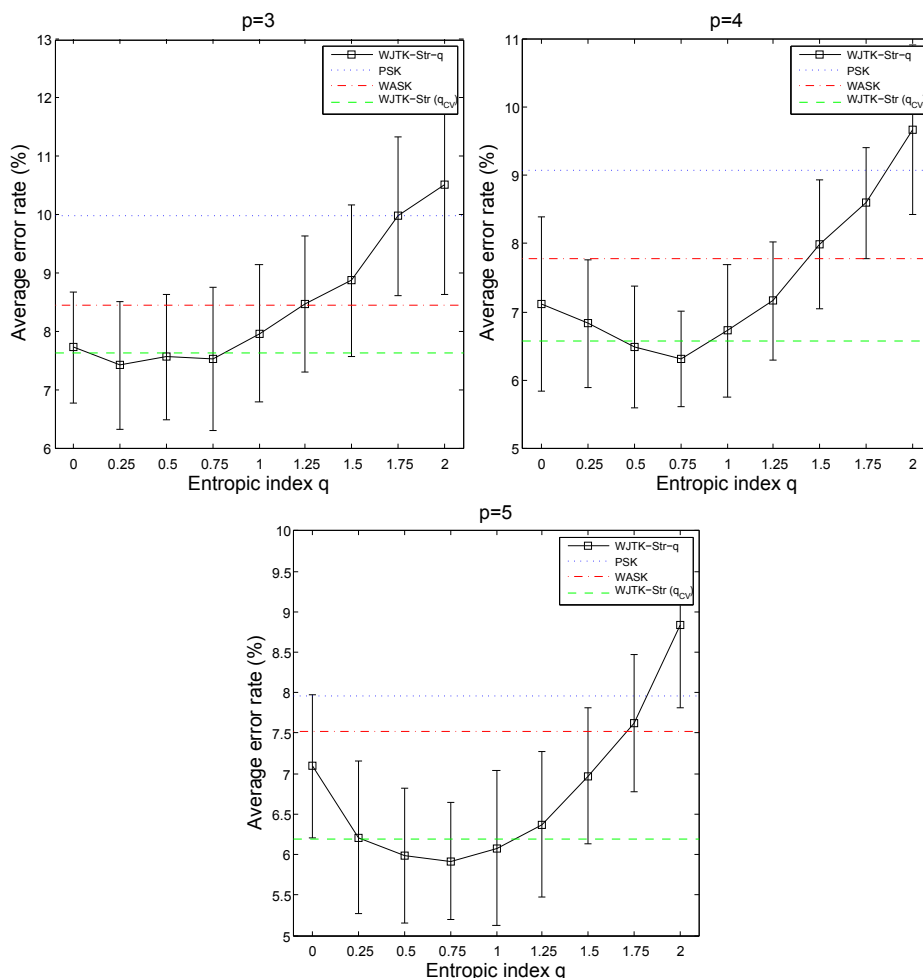 p=3
13
12
11
10
9
8
7
6
Average error rate (%)
0 0.25 0.5 0.75 1 1.25 1.5 1.75 2
Entropic index q
WJTK−Str−q
PSK
WASK
WJTK−Str (qCV)
p=4
11
10
9
8
7
6
5
Average error rate (%)
0 0.25 0.5 0.75 1 1.25 1.5 1.75 2
Entropic index q
WJTK−Str−q
PSK
WASK
WJTK−Str (qCV)
p=5
10
9.5
9
8.5
8
7.5
7
6.5
6
5.5
5
Average error rate (%)
0 0.25 0.5 0.75 1 1.25 1.5 1.75 2
Entropic index q
WJTK−Str−q
PSK
WASK
WJTK−Str (qCV)